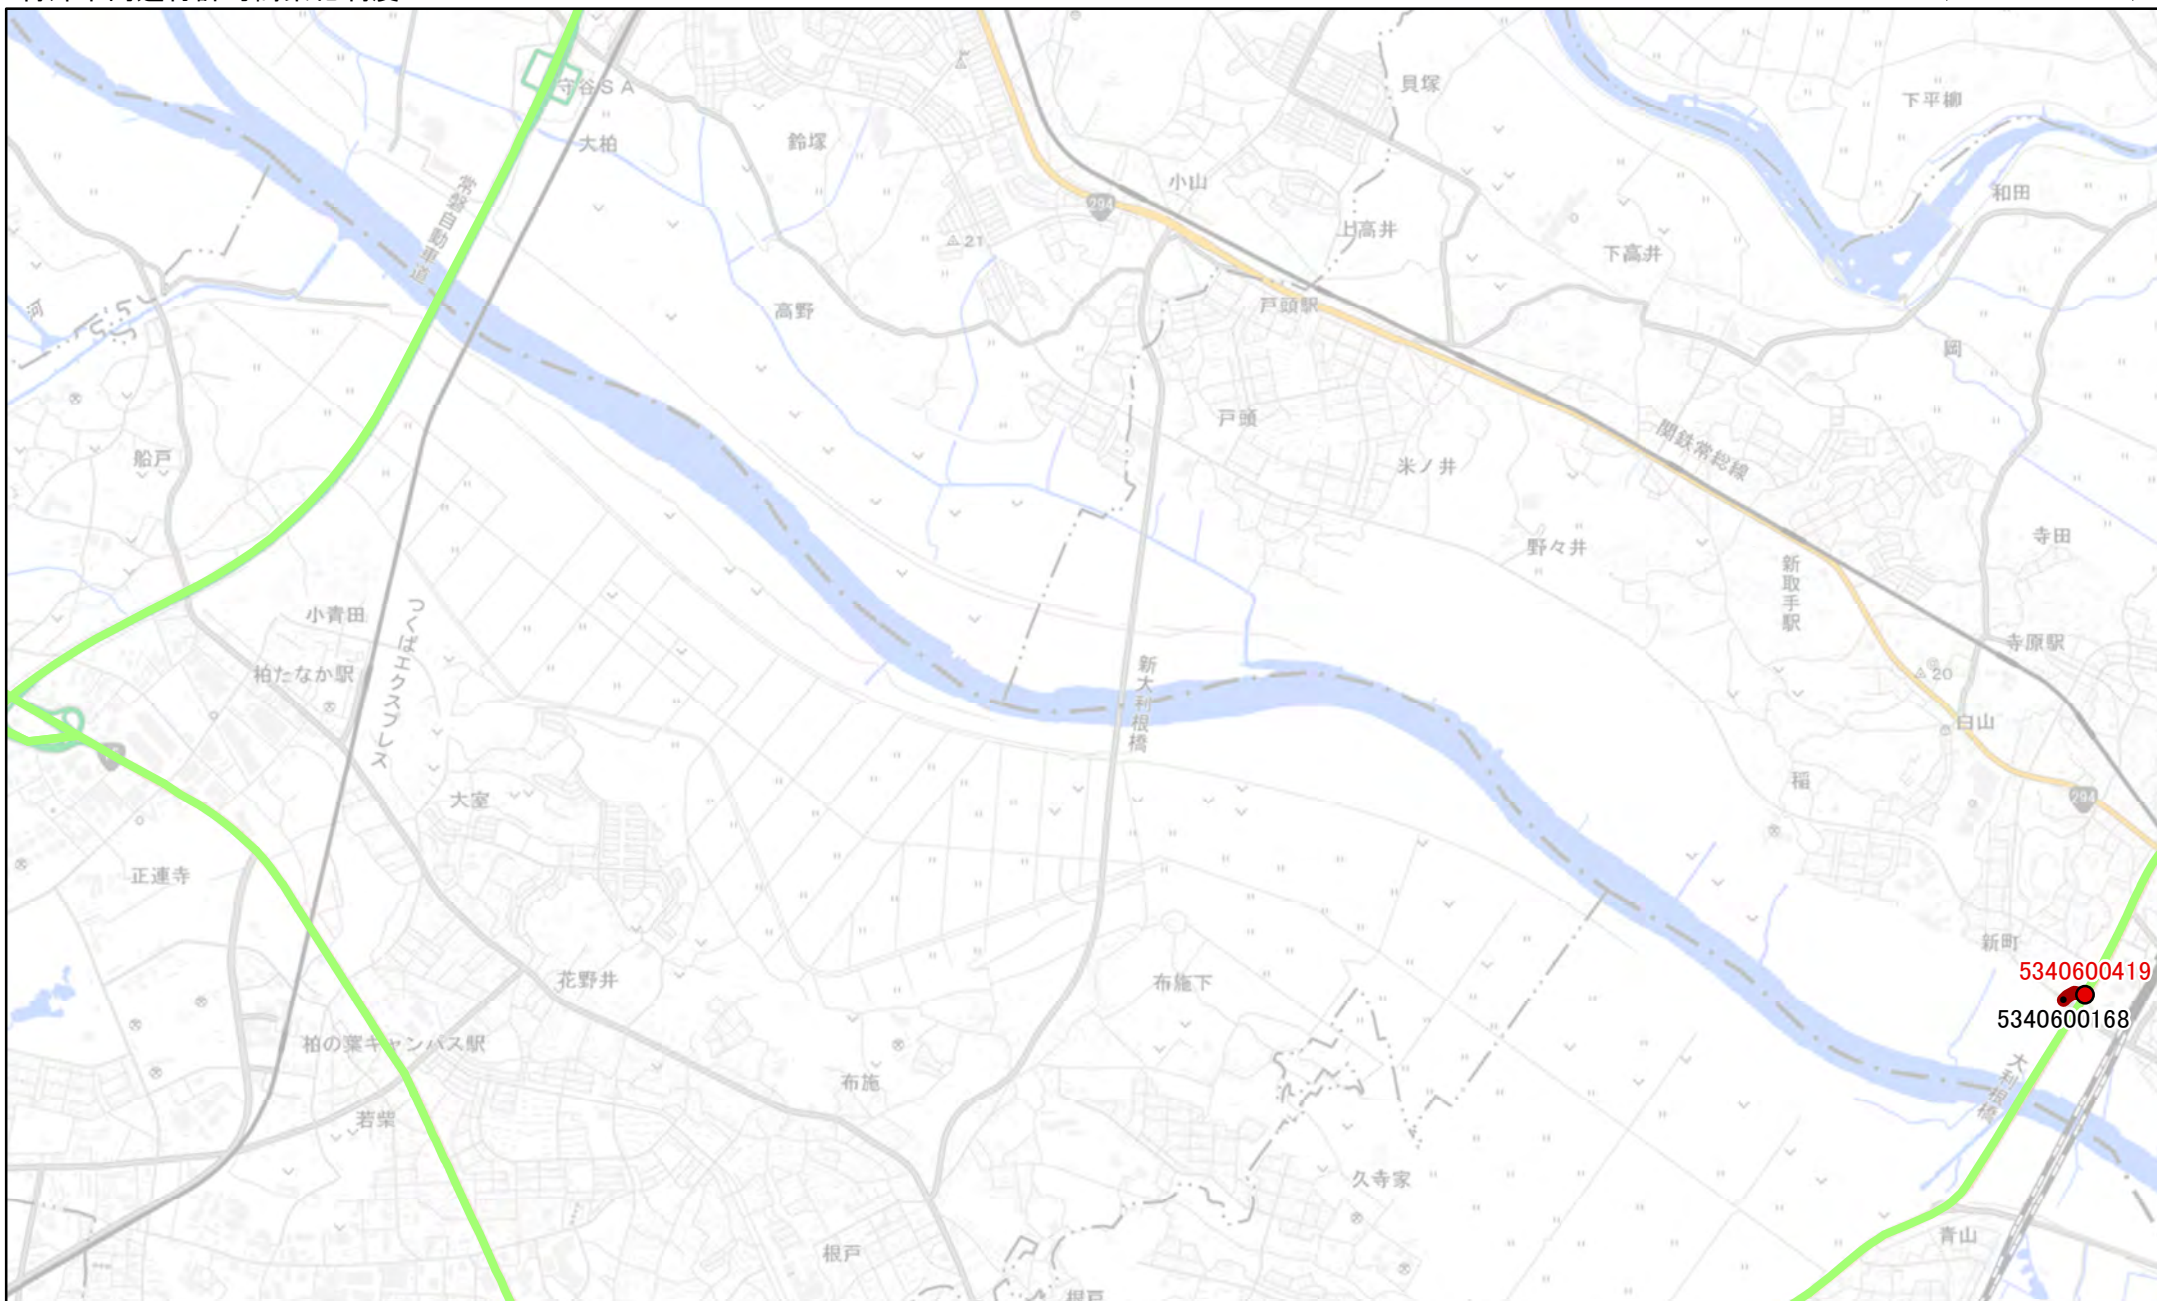 守谷ＳＡ
貝塚
下平柳
鈴塚
大柏
小山
和田
294
常磐自動車道
上高井
21
下高井
戸頭駅
高野
河
岡
戸頭
関鉄常総線
船戸
米ノ井
寺田
野々井
新取手駅
つくばエクスプレス
小青田
寺原駅
新大利根橋
柏たなか駅
20
白山
稲
294
大室
正連寺
新町
5340600419
花野井
布施下
5340600168
柏の葉キャンパス駅
大利根橋
布施
若柴
久寺家
青山
根戸
根戸